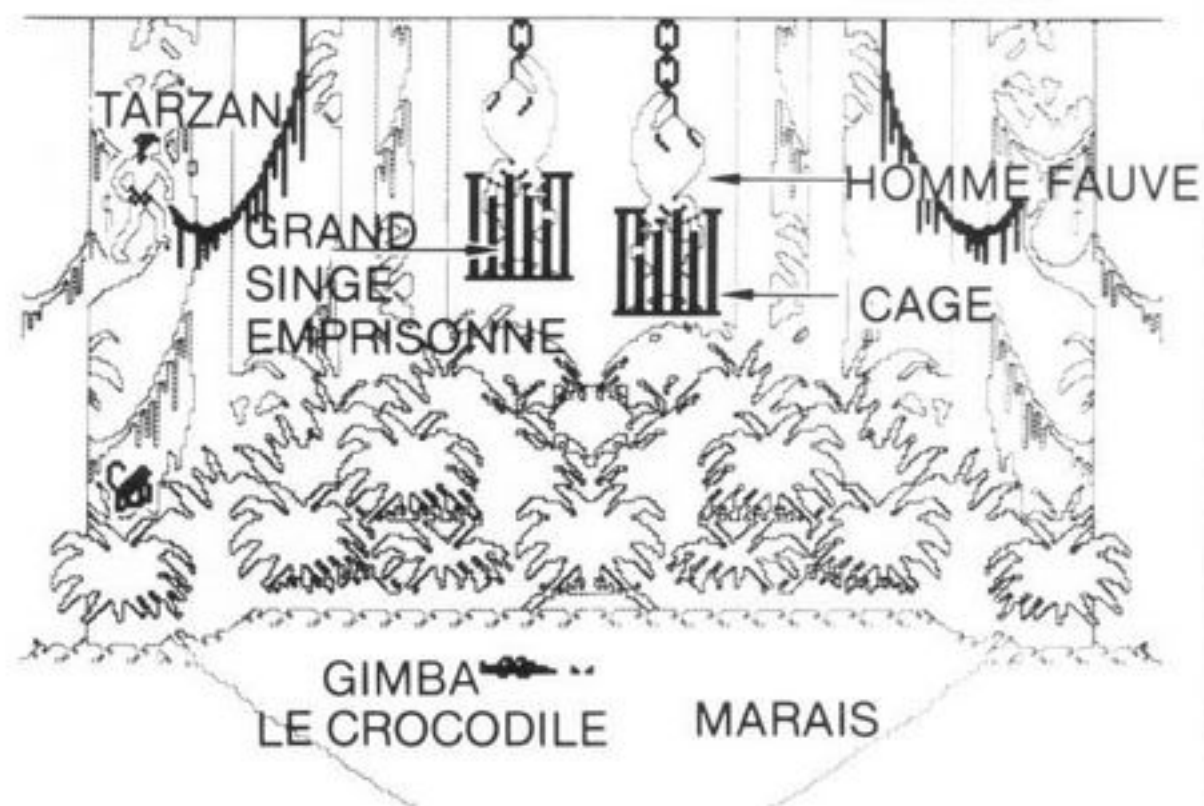 TARZAN
HOMME FAUVE
GRAND
SINGE
EMPRISONNE
CAGE
GIMBA
LE CROCODILE
MARAIS